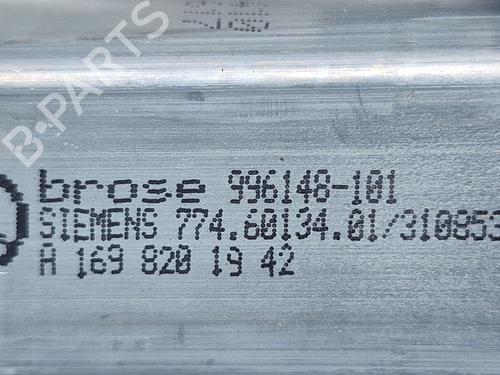 B-PARTS
brose 996148-101
SIEMENS 774.60134.01/310853
A 169 820 19 42